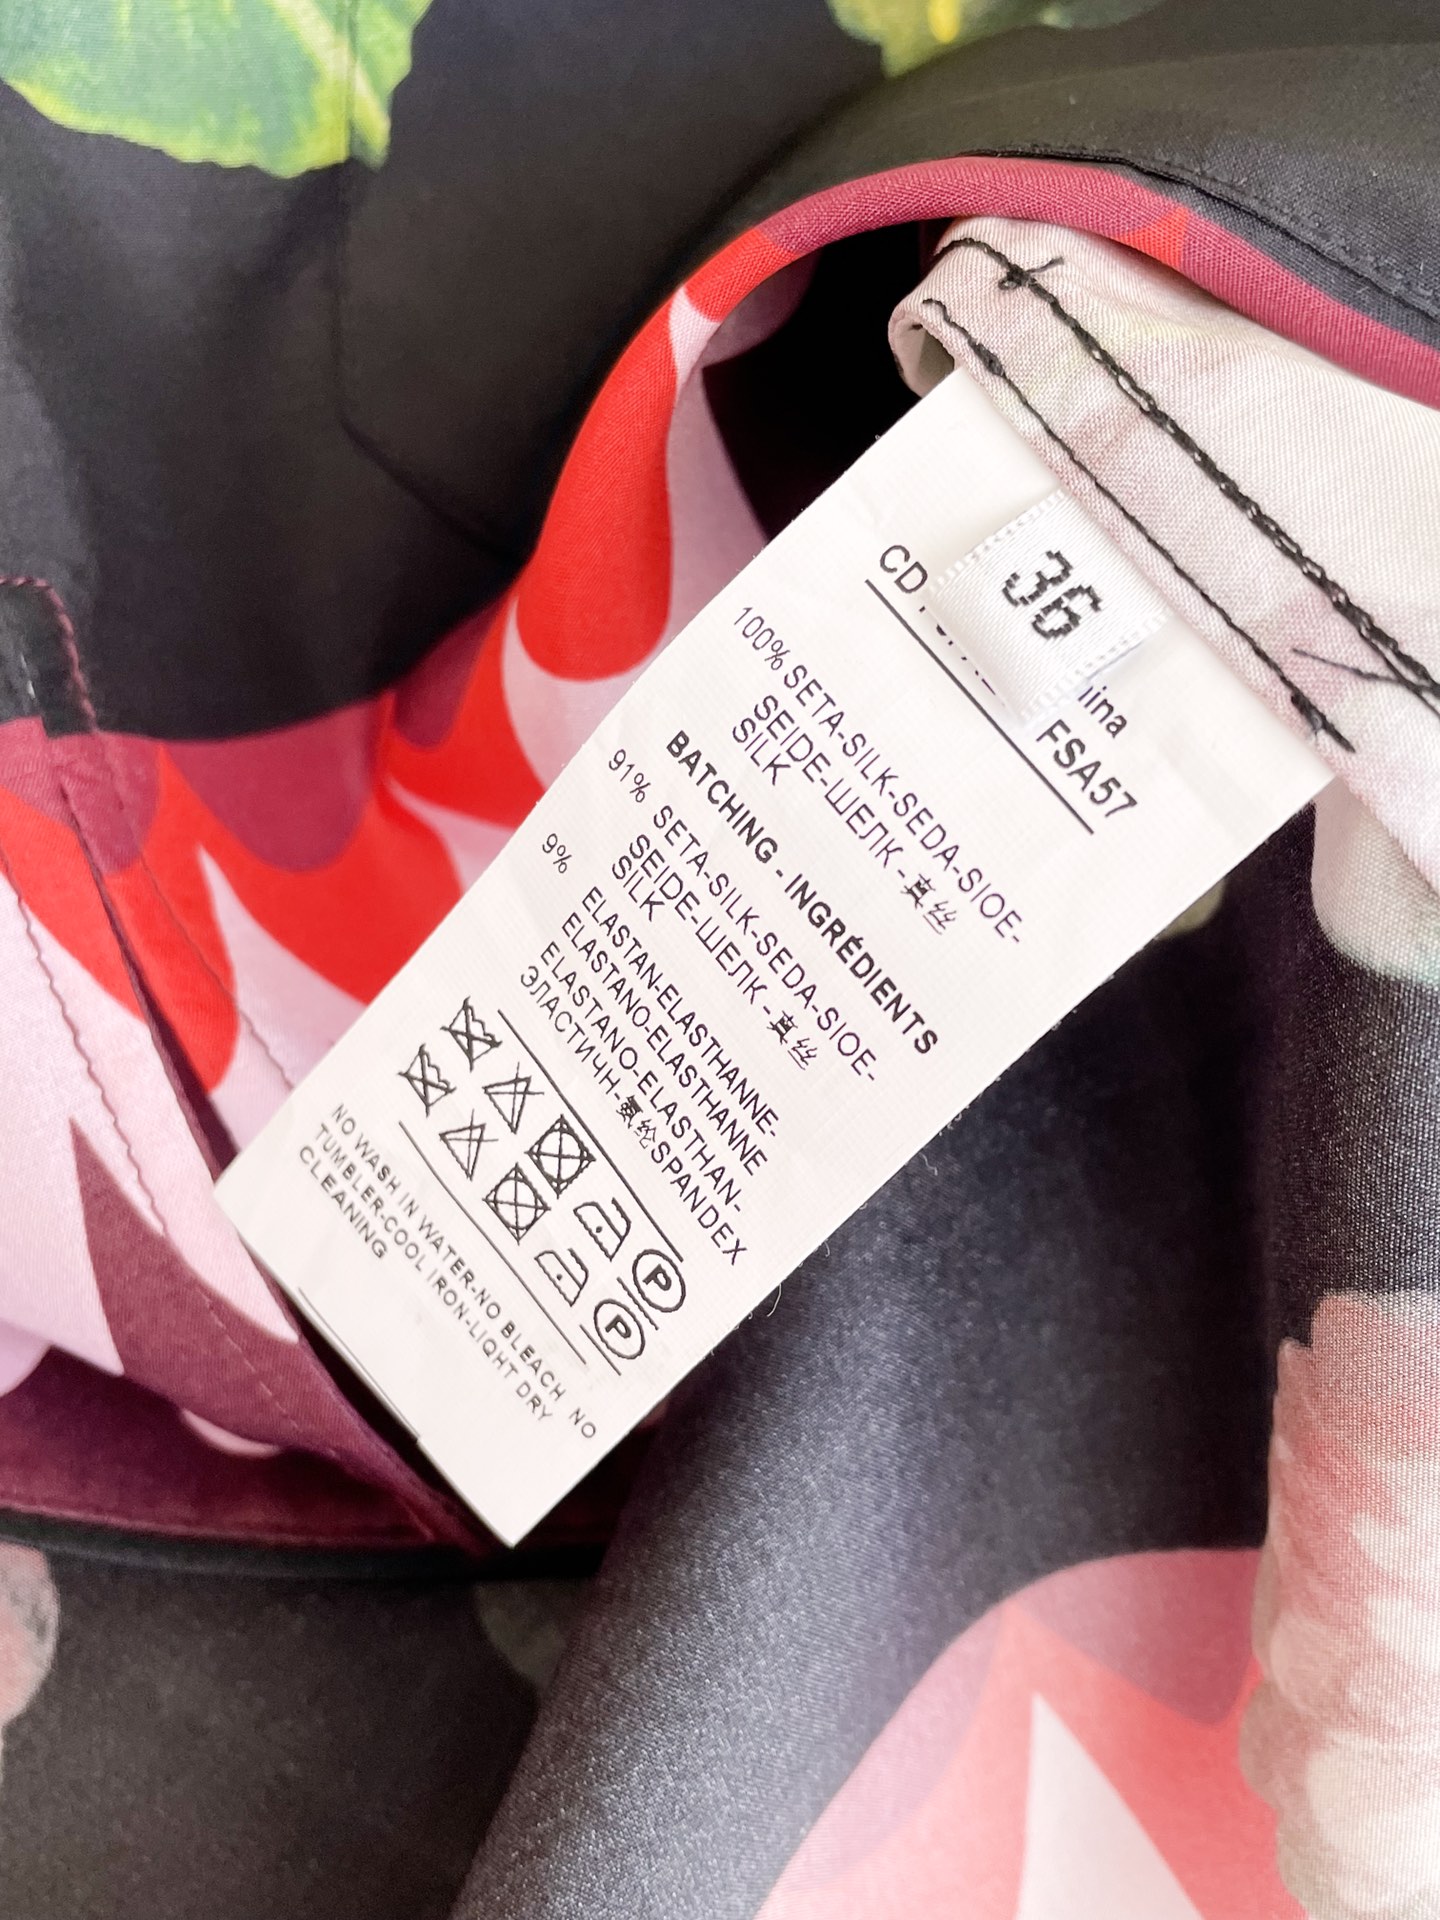 36
CD
ina
FSA57
100% SETA-SILK-SEDA-SIOE-
SEIDE-ШЕЛК-真丝
SILK
BATCHING - INGRÉDIENTS
91% SETA-SILK-SEDA-SIOE-
SEIDE-ШЕЛК-真丝
SILK
9% ELASTAN-ELASTHANNE-
ELASTANO-ELASTHANNE
ELASTANO-ELASTHAN-
ЭЛАСТИЧН-氨纶SPANDEX
P
P
NO WASH IN WATER-NO BLEACH NO
TUMBLER-COOL IRON-LIQHT DRY
CLEANING